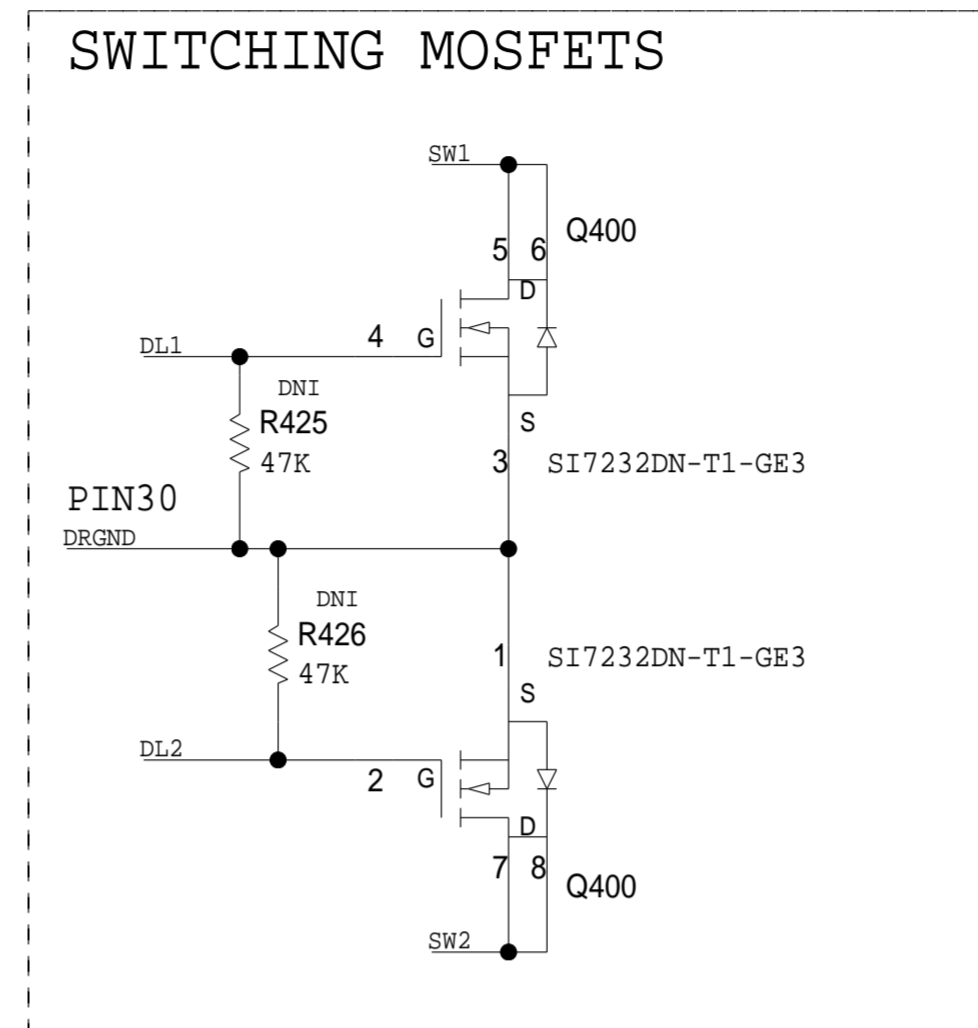 SWITCHING MOSFETS
SW1
5 6 Q400
D
4 G
DL1
DNI
R425
47K
S
3 SI7232DN-T1-GE3
PIN30
DRGND
DNI
R426
47K
1 SI7232DN-T1-GE3
S
DL2
2 G
D
7 8 Q400
SW2